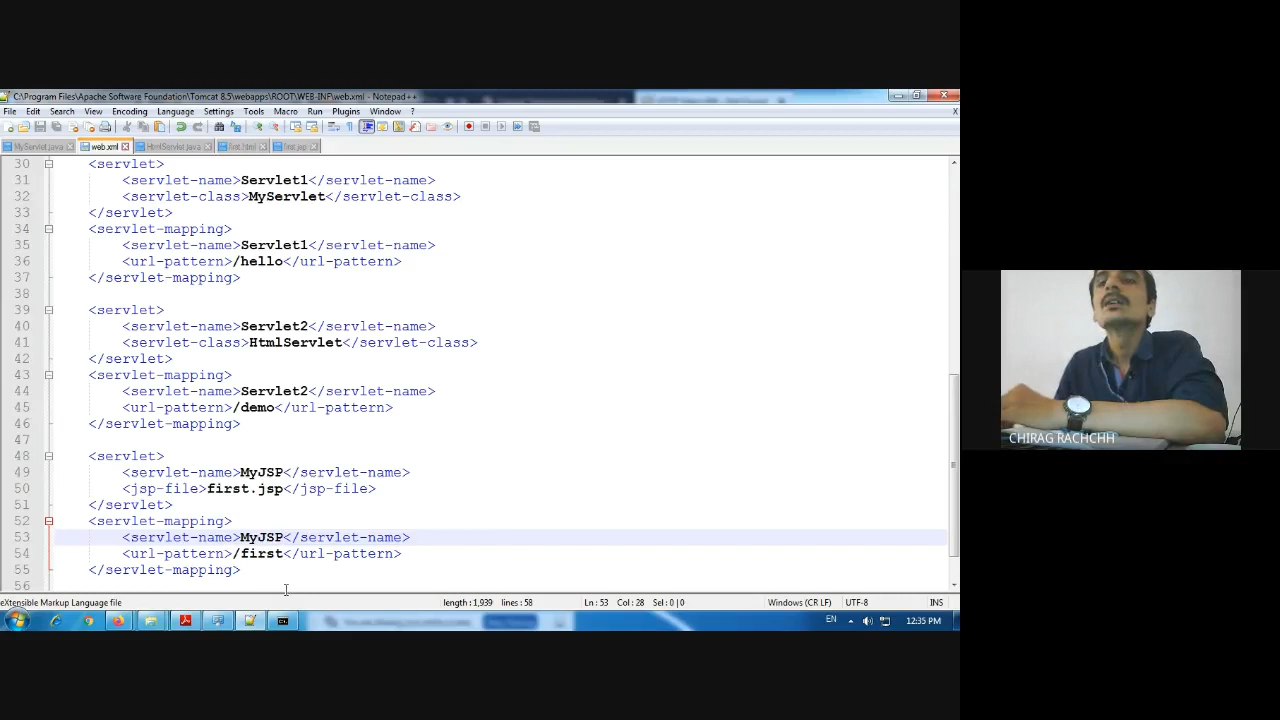 C:\Program Files\Apache Software Foundation\Tomcat 8.5\webapps\ROOT\WEB-INF\web.xml - Notepad++
File Edit Search View Encoding Language Settings Tools Macro Run Plugins Window ? X
MyServlet.java web.xml HtmlServlet.java first.html first.jsp
30 <servlet>
31 <servlet-name>Servlet1</servlet-name>
32 <servlet-class>MyServlet</servlet-class>
33 </servlet>
34 <servlet-mapping>
35 <servlet-name>Servlet1</servlet-name>
36 <url-pattern>/hello</url-pattern>
37 </servlet-mapping>
38
39 <servlet>
40 <servlet-name>Servlet2</servlet-name>
41 <servlet-class>HtmlServlet</servlet-class>
42 </servlet>
43 <servlet-mapping>
44 <servlet-name>Servlet2</servlet-name>
45 <url-pattern>/demo</url-pattern>
46 </servlet-mapping>
47
48 <servlet>
49 <servlet-name>MyJSP</servlet-name>
50 <jsp-file>first.jsp</jsp-file>
51 </servlet>
52 <servlet-mapping>
53 <servlet-name>MyJSP</servlet-name>
54 <url-pattern>/first</url-pattern>
55 </servlet-mapping>
56
eXtensible Markup Language file length : 1,939 lines : 58 Ln : 53 Col : 28 Sel : 0 | 0 Windows (CR LF) UTF-8 INS
EN 12:35 PM
CHIRAG RACHCHH